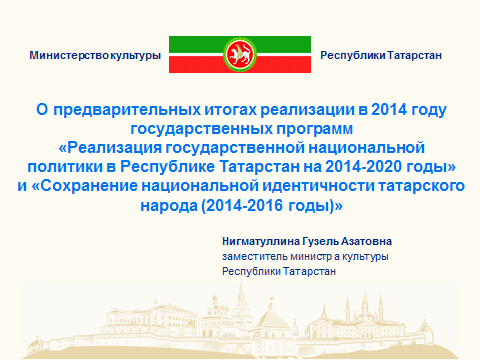 Министерство культуры Республики Татарстан
О предварительных итогах реализации в 2014 году
государственных программ
«Реализация государственной национальной
политики в Республике Татарстан на 2014-2020 годы»
и «Сохранение национальной идентичности татарского
народа (2014-2016 годы)»
Нигматуллина Гузель Азатовна
заместитель министра культуры
Республики Татарстан